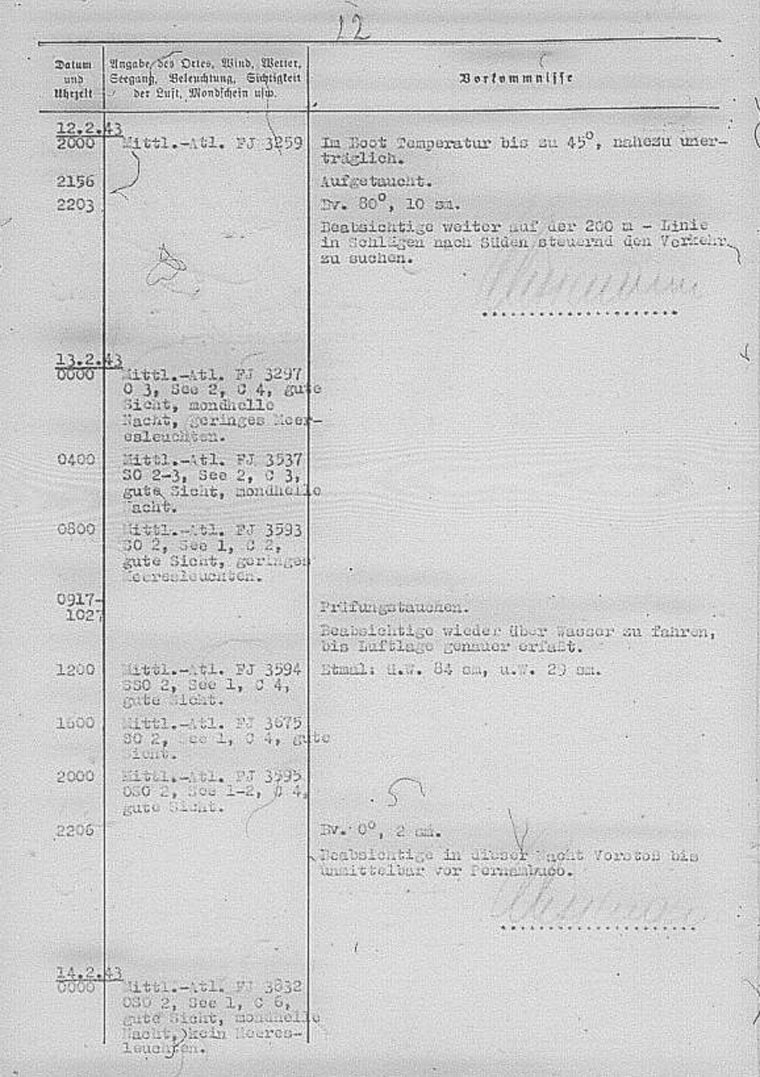 12
Datum
und
Uhrzeit
Angabe des Ortes, Wind, Wetter,
Seegang, Beleuchtung, Sichtigkeit
der Luft, Mondschein usw.
Vorkommnisse
12.2.43
2000 Mittl.-Atl. FJ 3259 Im Boot Temperatur bis zu 45°, nahezu uner-
träglich.
2156 Aufgetaucht.
2203 Bv. 80°, 10 sm.
Beabsichtige weiter auf der 200 m - Linie
in Schlägen nach Süden steuernd den Verkehr
zu suchen.
13.2.43
0000 Mittl.-Atl. FJ 3297
O 3, See 2, C 4, gute
Sicht, mondhelle
Nacht, geringes Meer-
esleuchten.
0400 Mittl.-Atl. FJ 3537
SO 2-3, See 2, C 3,
gute Sicht, mondhelle
Nacht.
0800 Mittl.-Atl. FJ 3593
SO 2, See 1, C 2,
gute Sicht, geringes
Meeresleuchten.
0917-
1027 Prüfungstauchen.
Beabsichtige wieder über Wasser zu fahren,
bis Luftlage genauer erfaßt.
1200 Mittl.-Atl. FJ 3594 Etmal: ü.W. 84 sm, u.W. 29 sm.
SSO 2, See 1, C 4,
gute Sicht.
1600 Mittl.-Atl. FJ 3675
SO 2, See 1, C 4, gute
Sicht.
2000 Mittl.-Atl. FJ 3595
OSO 2, See 1-2, C 4,
gute Sicht.
2206 Bv. 0°, 2 sm.
Beabsichtige in dieser Nacht Vorstoß bis
unmittelbar vor Pernambuco.
14.2.43
0000 Mittl.-Atl. FJ 3832
OSO 2, See 1, C 6,
gute Sicht, mondhelle
Nacht, kein Meeres-
leuchten.